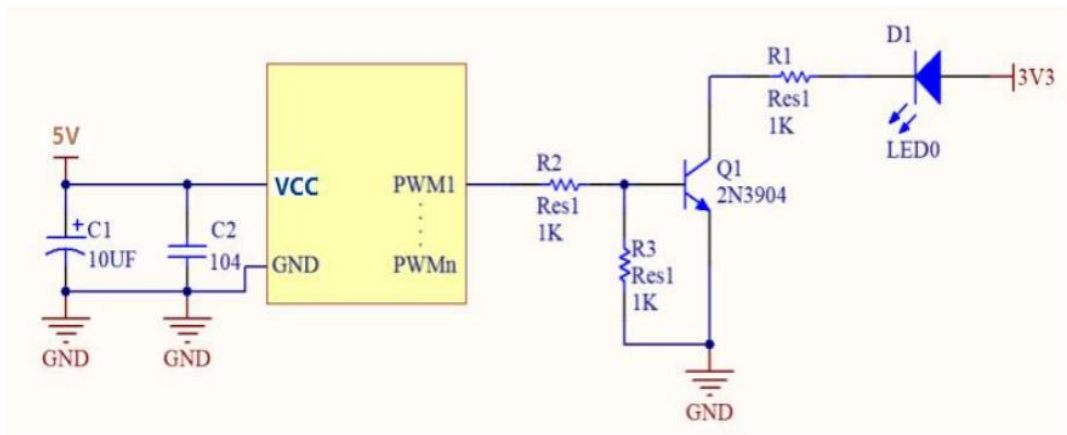 D1
R1
3V3
Res1
1K
LED0
5V
VCC
PWM1
R2
Q1
2N3904
Res1
1K
+
C1
10UF
C2
104
GND
PWMn
R3
Res1
1K
GND
GND
GND